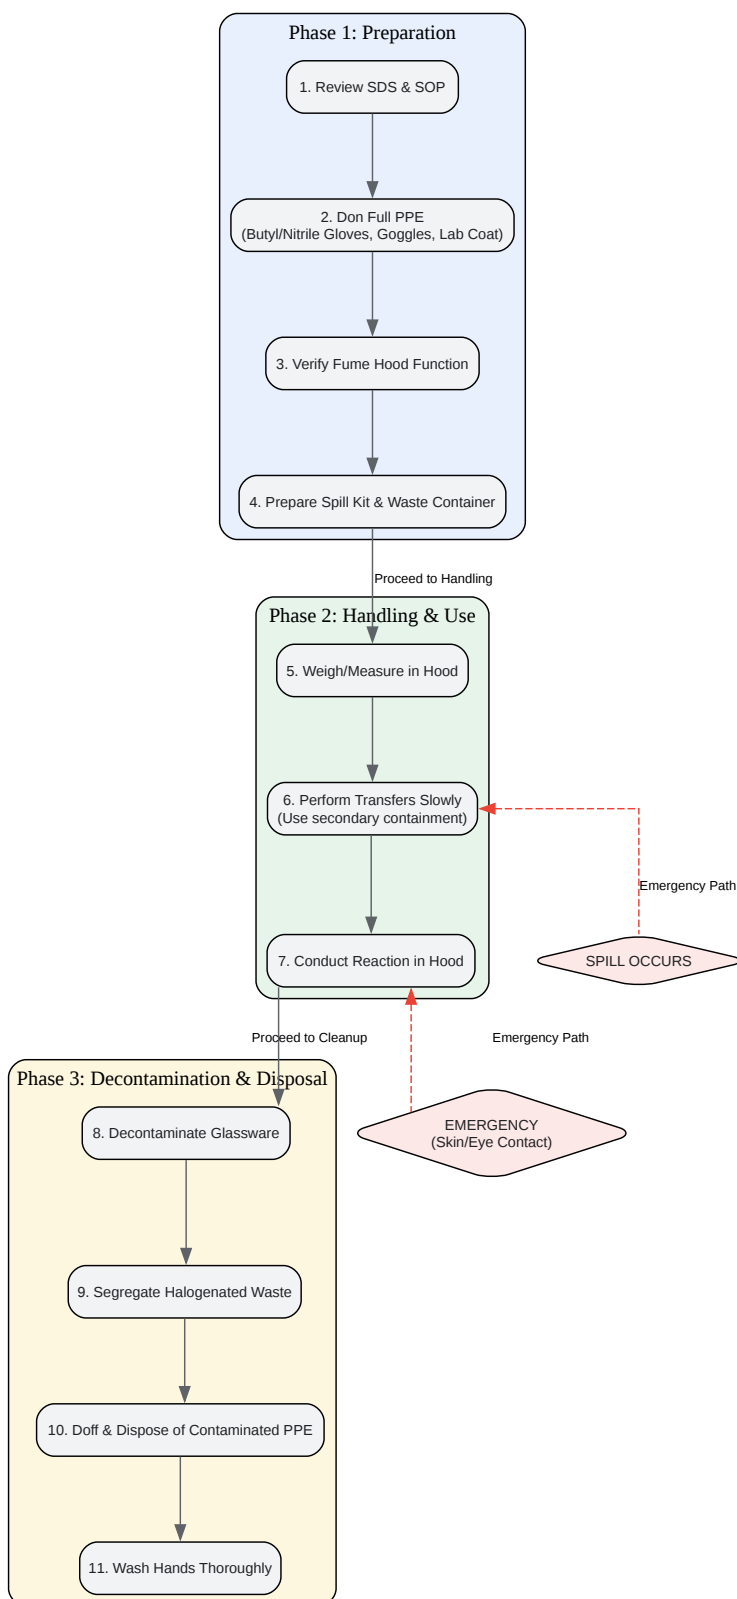 Phase 1: Preparation
1. Review SDS & SOP
2. Don Full PPE
(Butyl/Nitrile Gloves, Goggles, Lab Coat)
3. Verify Fume Hood Function
4. Prepare Spill Kit & Waste Container
Proceed to Handling
Phase 2: Handling & Use
5. Weigh/Measure in Hood
6. Perform Transfers Slowly
(Use secondary containment)
Emergency Path
7. Conduct Reaction in Hood
SPILL OCCURS
Proceed to Cleanup
Emergency Path
Phase 3: Decontamination & Disposal
8. Decontaminate Glassware
EMERGENCY
(Skin/Eye Contact)
9. Segregate Halogenated Waste
10. Doff & Dispose of Contaminated PPE
11. Wash Hands Thoroughly